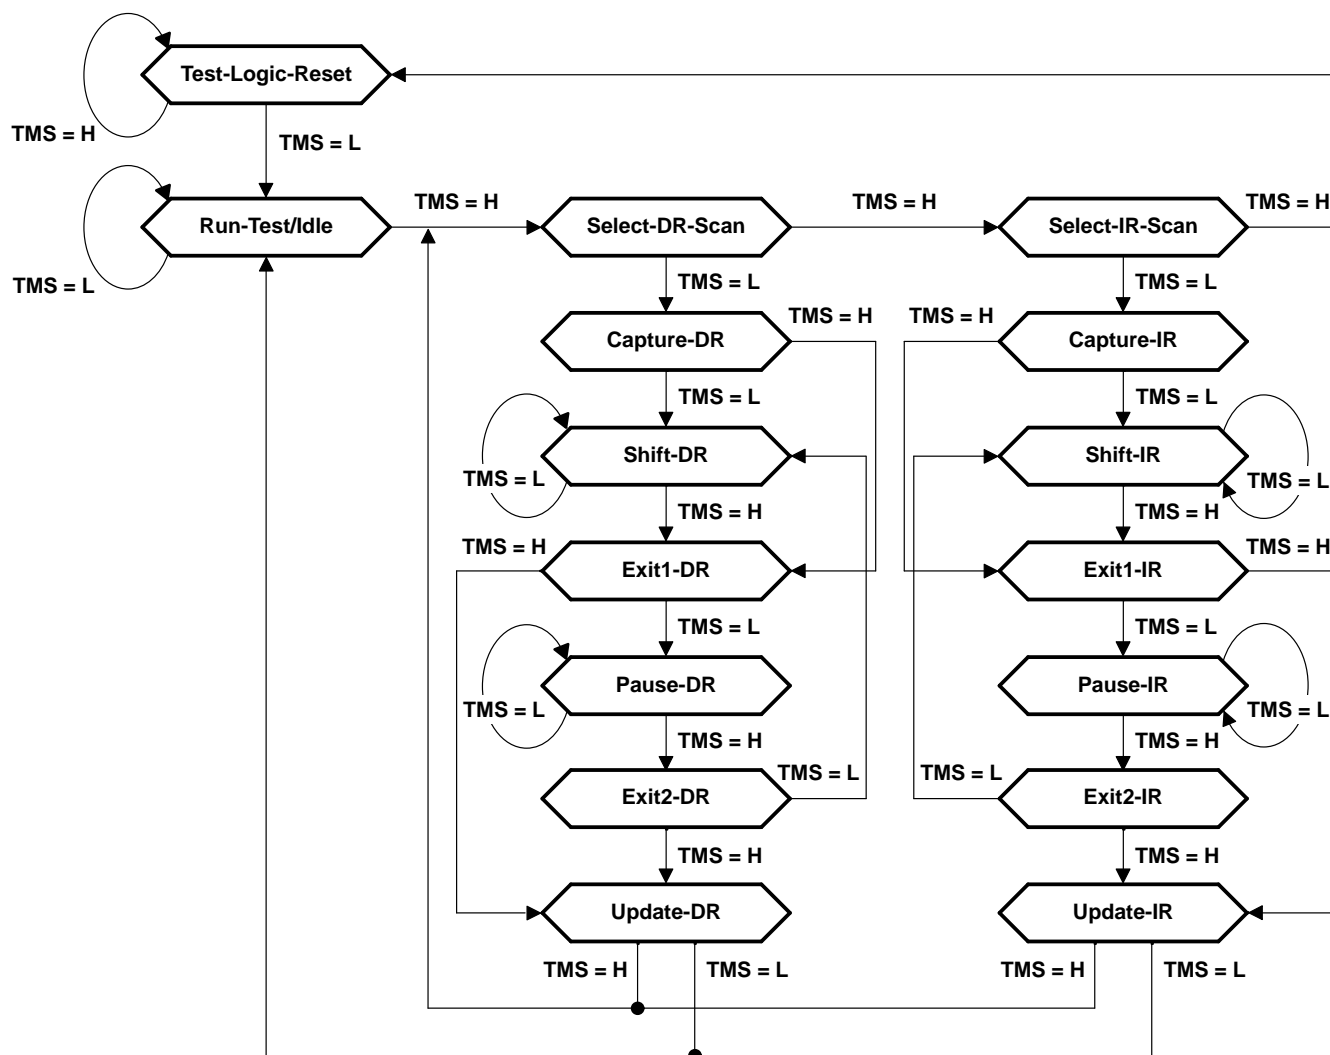 Test-Logic-Reset
TMS = H
TMS = L
TMS = H
TMS = H
TMS = H
Run-Test/Idle
Select-DR-Scan
Select-IR-Scan
TMS = L
TMS = L
TMS = L
TMS = H
TMS = H
Capture-DR
Capture-IR
TMS = L
TMS = L
Shift-DR
Shift-IR
TMS = L
TMS = L
TMS = H
TMS = H
TMS = H
TMS = H
Exit1-DR
Exit1-IR
TMS = L
TMS = L
Pause-DR
Pause-IR
TMS = L
TMS = L
TMS = H
TMS = H
TMS = L
TMS = L
Exit2-DR
Exit2-IR
TMS = H
TMS = H
Update-DR
Update-IR
TMS = H
TMS = L
TMS = H
TMS = L